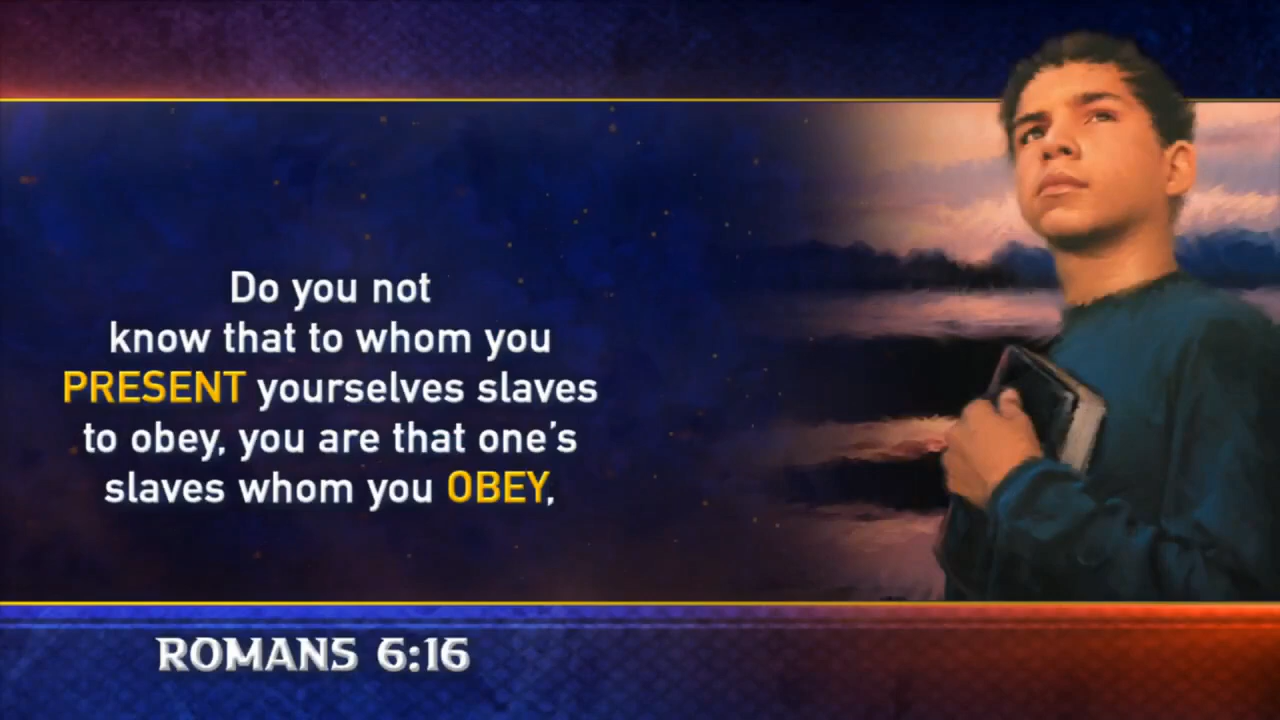 Do you not
know that to whom you
PRESENT yourselves slaves
to obey, you are that one's
slaves whom you OBEY,
ROMANS 6:16